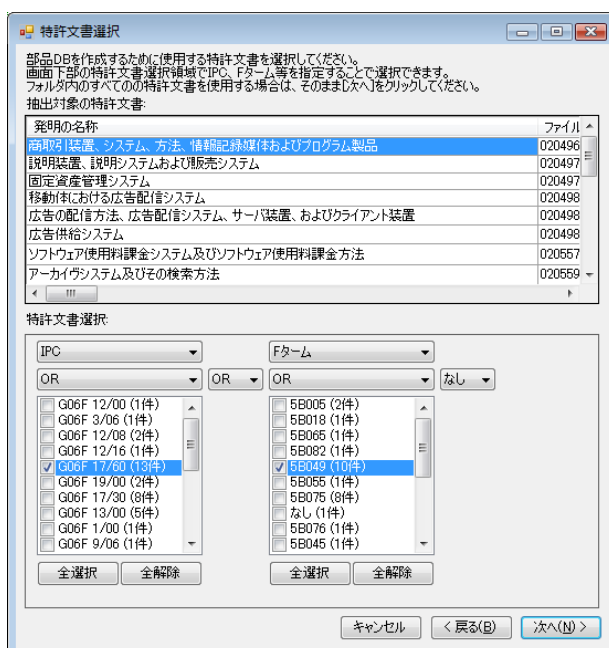 特許文書選択
部品DBを作成するために使用する特許文書を選択してください。
画面下部の特許文書選択領域でIPC、Fターム等を指定することで選択できます。
フォルダ内のすべてのの特許文書を使用する場合は、そのまま[次へ]をクリックしてください。
抽出対象の特許文書:
発明の名称 ファイル
商取引装置、システム、方法、情報記録媒体およびプログラム製品 020496
説明装置、説明システムおよび販売システム 020497
固定資産管理システム 020497
移動体における広告配信システム 020498
広告の配信方法、広告配信システム、サーバ装置、およびクライアント装置 020498
広告供給システム 020498
ソフトウェア使用料課金システム及びソフトウェア使用料課金方法 020557
アーカイヴシステム及びその検索方法 020559
特許文書選択:
IPC Fターム
OR OR OR なし
G06F 12/00 (1件) 5B005 (2件)
G06F 3/06 (1件) 5B018 (1件)
G06F 12/08 (2件) 5B065 (1件)
G06F 12/16 (1件) 5B082 (1件)
G06F 17/60 (13件) 5B049 (10件)
G06F 19/00 (2件) 5B055 (1件)
G06F 17/30 (8件) 5B075 (8件)
G06F 13/00 (5件) なし (1件)
G06F 1/00 (1件) 5B076 (1件)
G06F 9/06 (1件) 5B045 (1件)
全選択 全解除 全選択 全解除
キャンセル < 戻る(B) 次へ(N) >